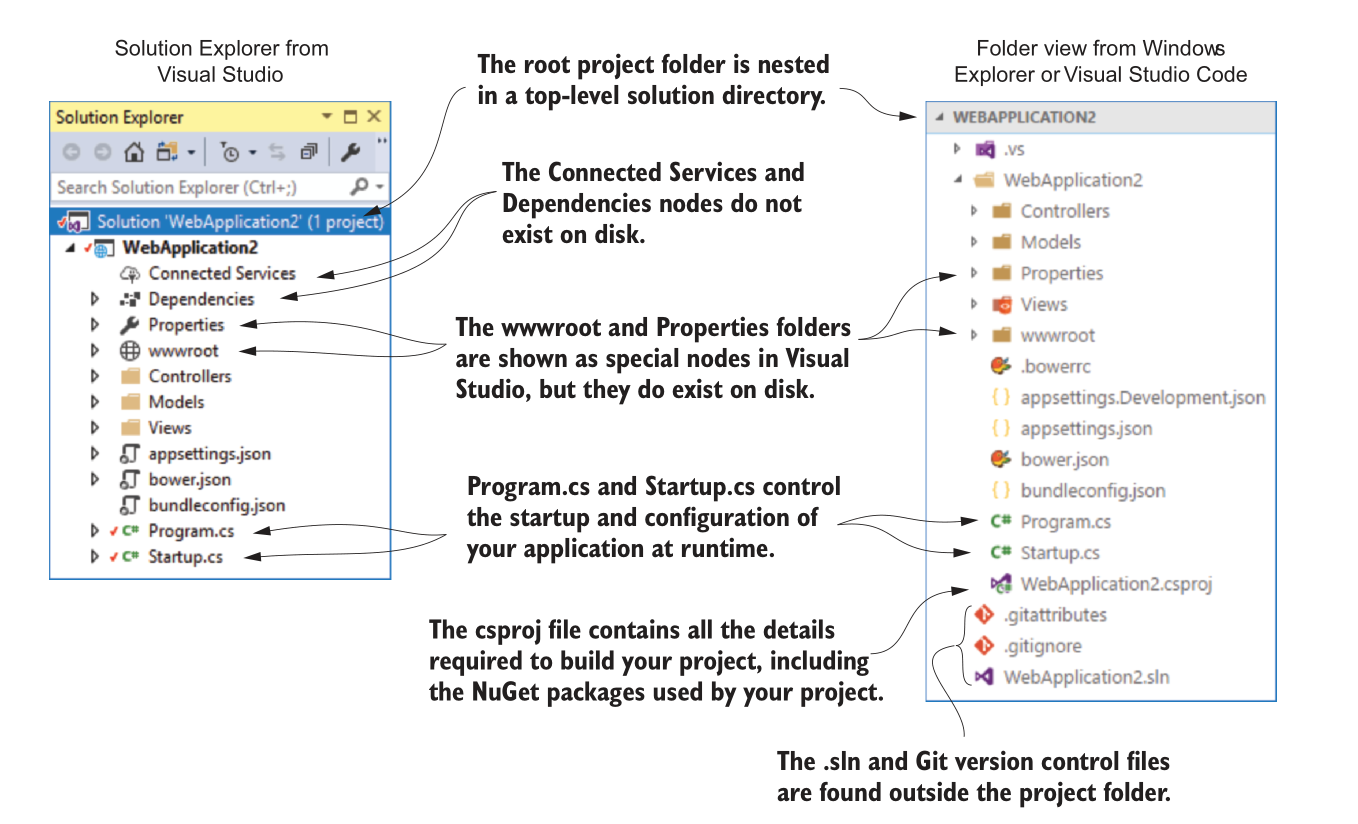 Solution Explorer from
Visual Studio
Solution Explorer
Search Solution Explorer (Ctrl+;)
Solution 'WebApplication2' (1 project)
WebApplication2
Connected Services
Dependencies
Properties
wwwroot
Controllers
Models
Views
appsettings.json
bower.json
bundleconfig.json
C# Program.cs
C# Startup.cs
The root project folder is nested
in a top-level solution directory.
The Connected Services and
Dependencies nodes do not
exist on disk.
The wwwroot and Properties folders
are shown as special nodes in Visual
Studio, but they do exist on disk.
Program.cs and Startup.cs control
the startup and configuration of
your application at runtime.
The csproj file contains all the details
required to build your project, including
the NuGet packages used by your project.
Folder view from Windows
Explorer or Visual Studio Code
WEBAPPLICATION2
.vs
WebApplication2
Controllers
Models
Properties
Views
wwwroot
.bowerrc
{ } appsettings.Development.json
{ } appsettings.json
bower.json
{ } bundleconfig.json
C# Program.cs
C# Startup.cs
WebApplication2.csproj
.gitattributes
.gitignore
WebApplication2.sln
The .sln and Git version control files
are found outside the project folder.